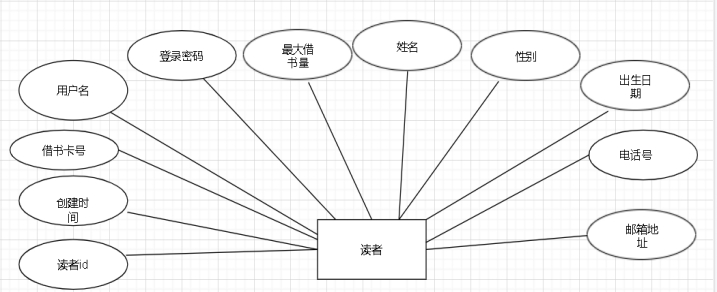 登录密码
最大借
书量
姓名
性别
出生日
期
用户名
借书卡号
电话号
创建时
间
邮箱地
址
读者id
读者